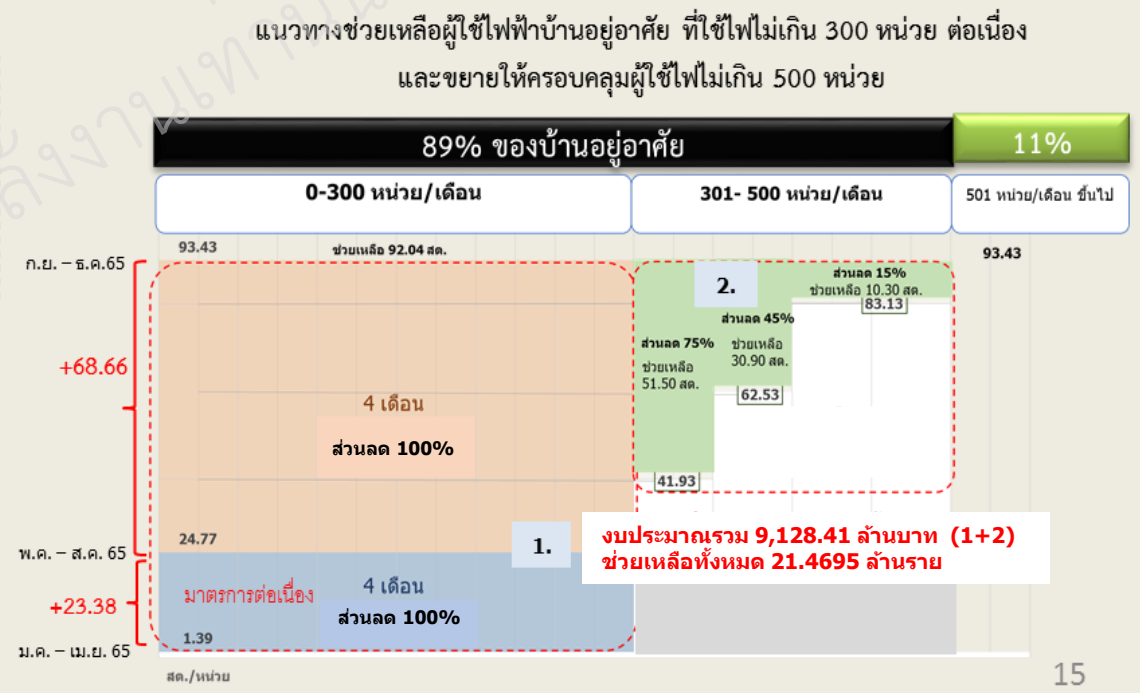 แนวทางช่วยเหลือผู้ใช้ไฟฟ้าบ้านอยู่อาศัย ที่ใช้ไฟไม่เกิน 300 หน่วย ต่อเนื่อง
และขยายให้ครอบคลุมผู้ใช้ไฟไม่เกิน 500 หน่วย
89% ของบ้านอยู่อาศัย
11%
0-300 หน่วย/เดือน
301- 500 หน่วย/เดือน
501 หน่วย/เดือน ขึ้นไป
ก.ย. – ธ.ค.65
93.43
ช่วยเหลือ 92.04 สต.
93.43
2.
ส่วนลด 15%
ช่วยเหลือ 10.30 สต.
83.13
ส่วนลด 45%
ช่วยเหลือ
30.90 สต.
62.53
ส่วนลด 75%
ช่วยเหลือ
51.50 สต.
41.93
+68.66
4 เดือน
ส่วนลด 100%
24.77
พ.ค. – ส.ค. 65
1.
งบประมาณรวม 9,128.41 ล้านบาท (1+2)
ช่วยเหลือทั้งหมด 21.4695 ล้านราย
+23.38
มาตรการต่อเนื่อง
4 เดือน
ส่วนลด 100%
1.39
ม.ค. – เม.ย. 65
สต./หน่วย
15